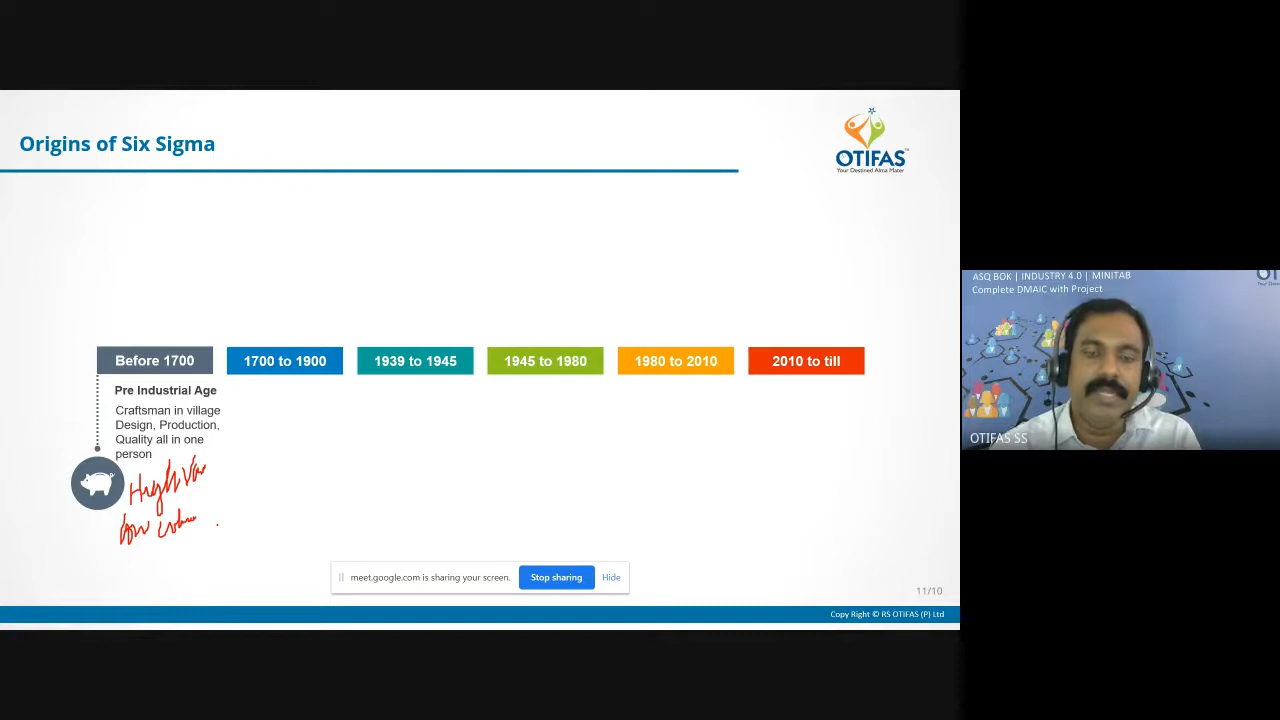 Origins of Six Sigma
OTIFAS
Your Destined Alma Mater
Before 1700
1700 to 1900
1939 to 1945
1945 to 1980
1980 to 2010
2010 to till
Pre Industrial Age
Craftsman in village
Design, Production,
Quality all in one
person
High Var
low
meet.google.com is sharing your screen.
Stop sharing
Hide
11/10
Copy Right © RS OTIFAS (P) Ltd
ASQ BOK | INDUSTRY 4.0 | MINITAB
Complete DMAIC with Project
OTIFAS SS